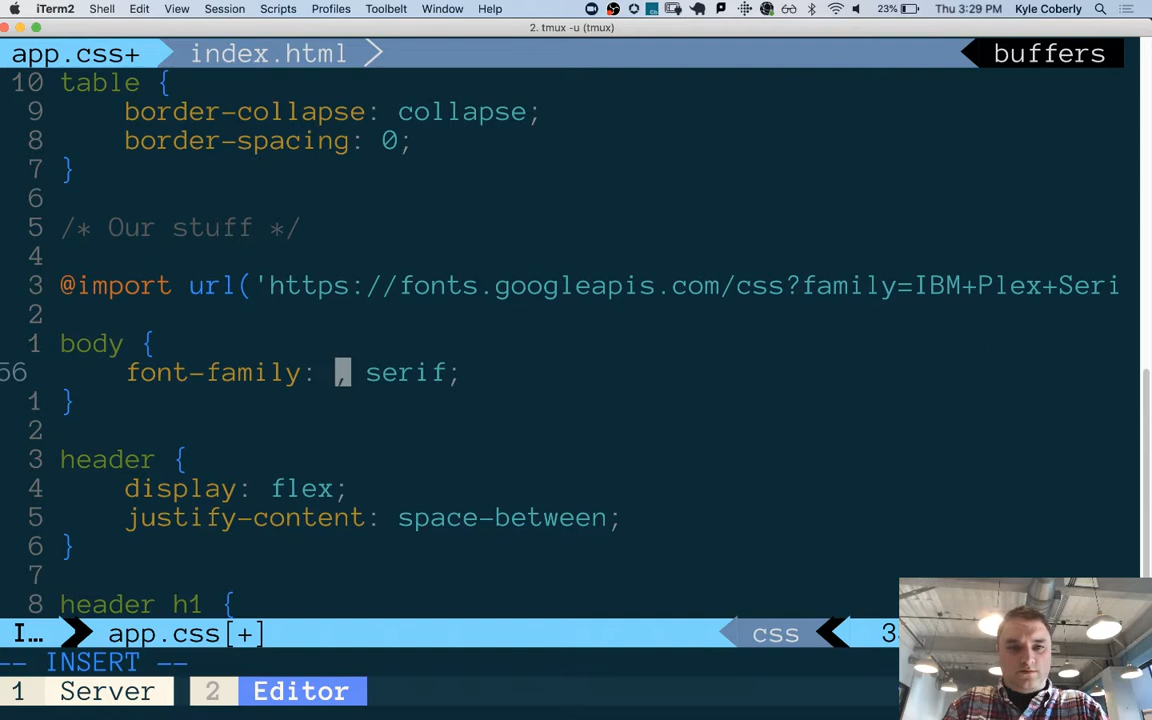 iTerm2 Shell Edit View Session Scripts Profiles Toolbelt Window Help 23% Thu 3:29 PM Kyle Coberly
2. tmux -u (tmux)
app.css+ index.html buffers
10 table {
9 border-collapse: collapse;
8 border-spacing: 0;
7 }
6
5 /* Our stuff */
4
3 @import url('https://fonts.googleapis.com/css?family=IBM+Plex+Seri
2
1 body {
56 font-family: , serif;
1 }
2
3 header {
4 display: flex;
5 justify-content: space-between;
6 }
7
8 header h1 {
I... app.css[+] css 3
-- INSERT --
1 Server 2 Editor